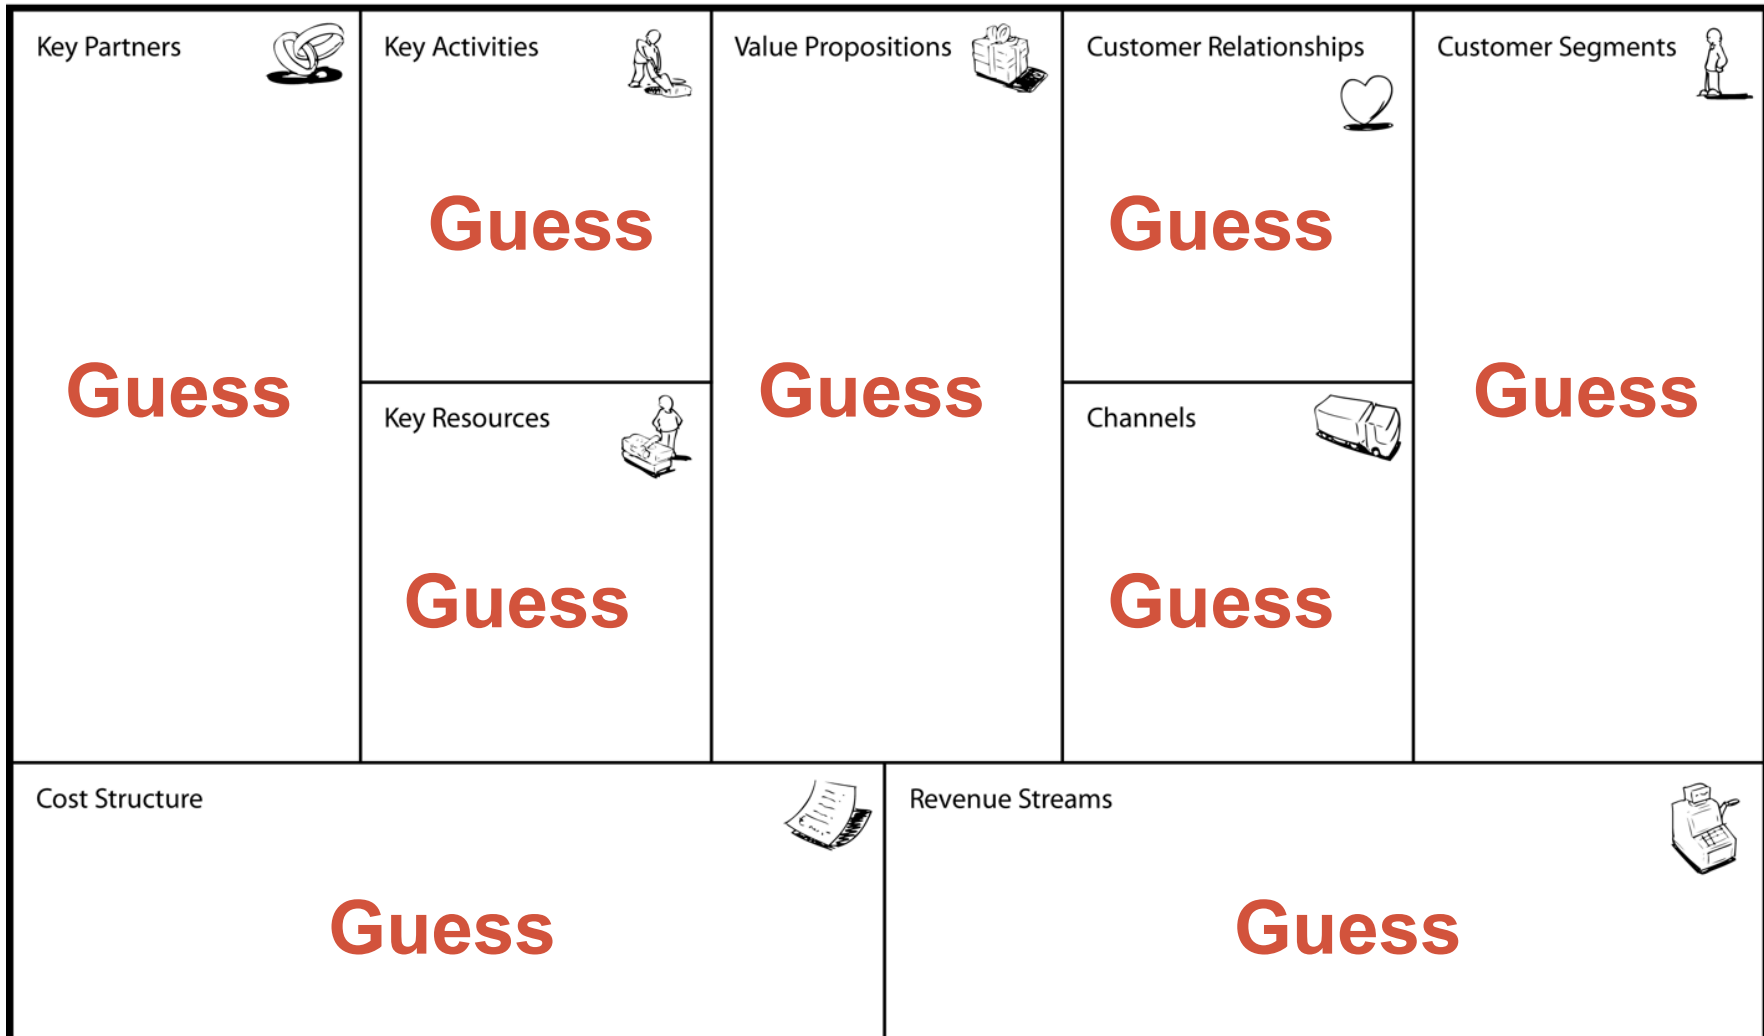 Key Partners
Guess
Key Activities
Guess
Key Resources
Guess
Value Propositions
Guess
Customer Relationships
Guess
Channels
Guess
Customer Segments
Guess
Cost Structure
Guess
Revenue Streams
Guess